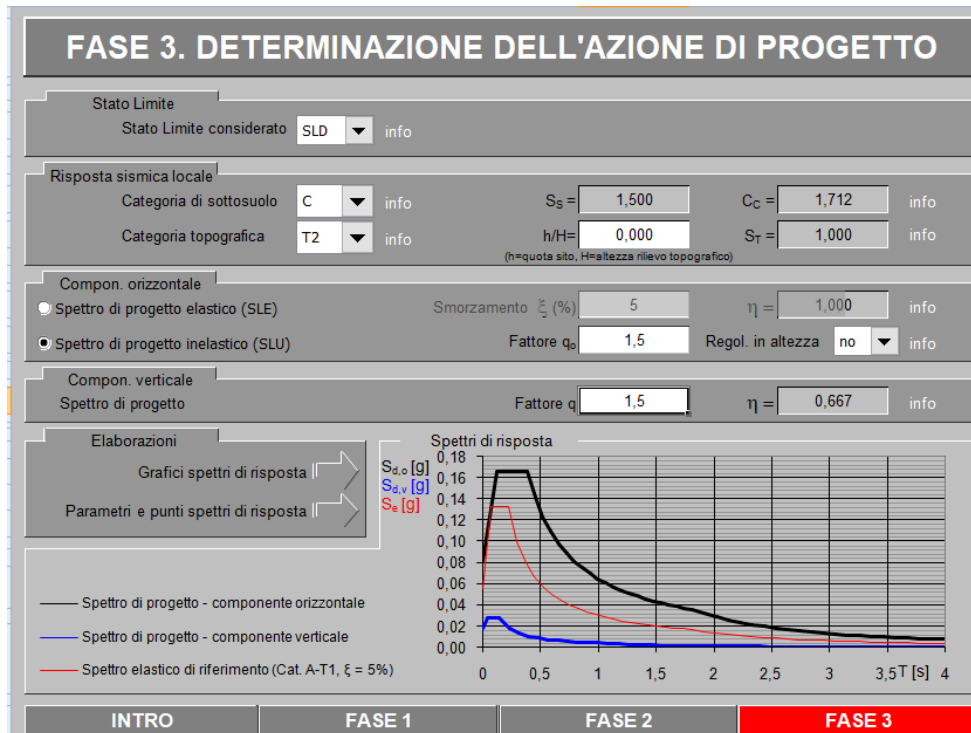 FASE 3. DETERMINAZIONE DELL'AZIONE DI PROGETTO
Stato Limite
Stato Limite considerato SLD info
Risposta sismica locale
Categoria di sottosuolo C info SS = 1,500 CC = 1,712 info
Categoria topografica T2 info h/H= 0,000 ST = 1,000 info
(h=quota sito, H=altezza rilievo topografico)
Compon. orizzontale
Spettro di progetto elastico (SLE) Smorzamento ξ (%) 5 η = 1,000 info
Spettro di progetto inelastico (SLU) Fattore qo 1,5 Regol. in altezza no info
Compon. verticale
Spettro di progetto Fattore q 1,5 η = 0,667 info
Elaborazioni
Grafici spettri di risposta
Parametri e punti spettri di risposta
Spettri di risposta
Sd,o [g]
Sd,v [g]
Se [g]
0,18
0,16
0,14
0,12
0,10
0,08
0,06
0,04
0,02
0,00
0 0,5 1 1,5 2 2,5 3 3,5 T [s] 4
Spettro di progetto - componente orizzontale
Spettro di progetto - componente verticale
Spettro elastico di riferimento (Cat. A-T1, ξ = 5%)
INTRO FASE 1 FASE 2 FASE 3